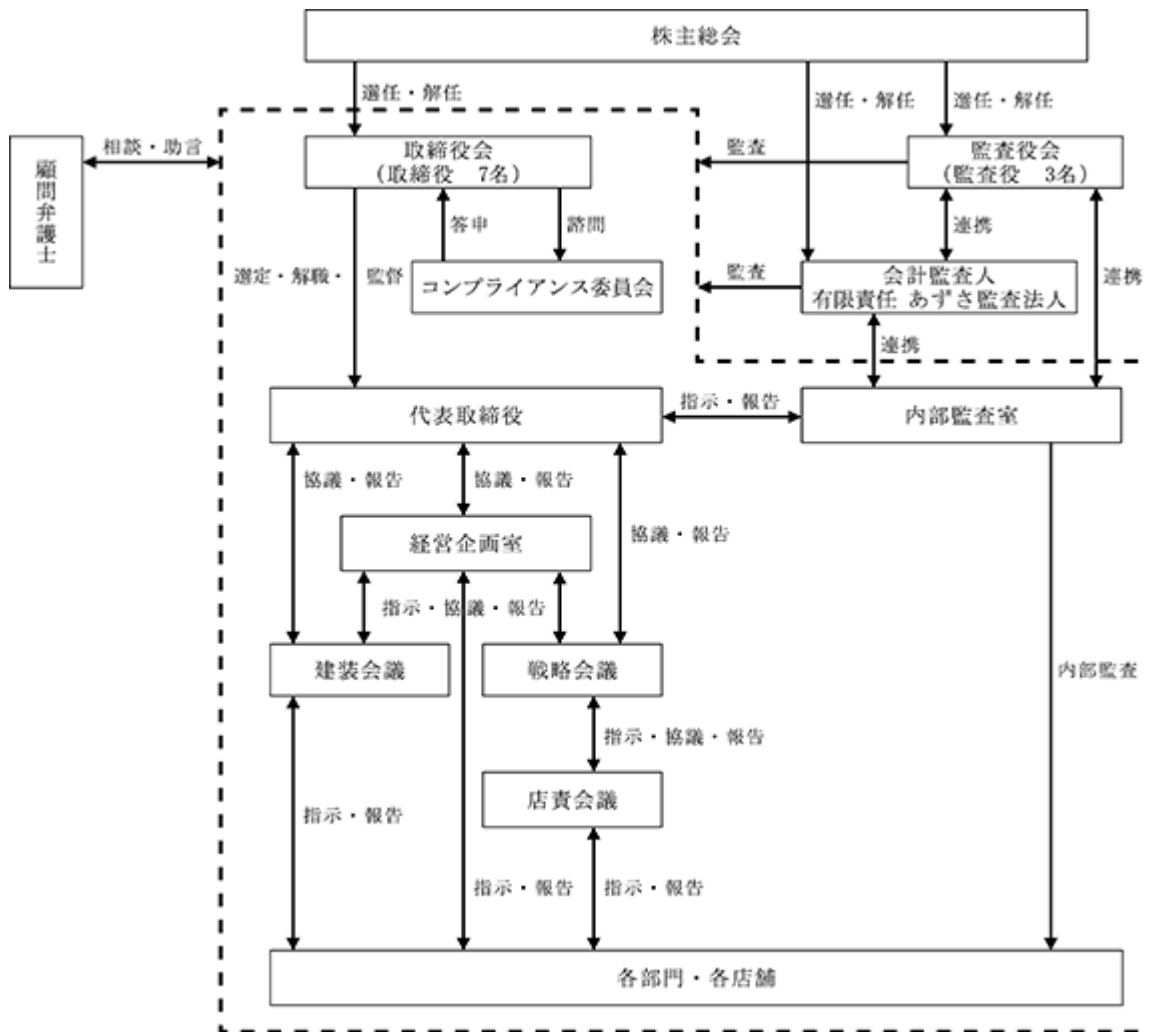 株主総会
選任・解任
選任・解任
選任・解任
相談・助言
顧問弁護士
取締役会
(取締役 7名)
監査
監査役会
(監査役 3名)
答申
諮問
連携
選定・解職・監督
コンプライアンス委員会
監査
会計監査人
有限責任 あずさ監査法人
連携
連携
代表取締役
指示・報告
内部監査室
協議・報告
協議・報告
協議・報告
経営企画室
指示・協議・報告
建装会議
戦略会議
内部監査
指示・協議・報告
店責会議
指示・報告
指示・報告
指示・報告
各部門・各店舗